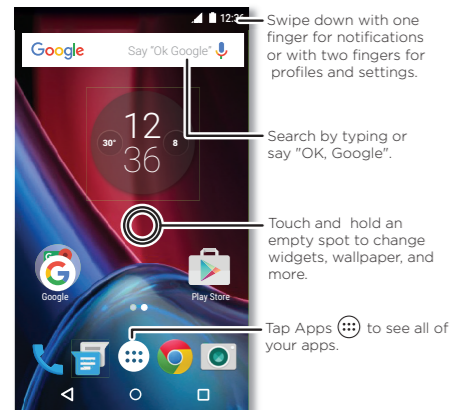 12:36
Swipe down with one
finger for notifications
or with two fingers for
profiles and settings.
Google
Say "Ok Google"
Search by typing or
say "OK, Google".
12
30°
8
36
Touch and hold an
empty spot to change
widgets, wallpaper, and
more.
Google
Play Store
Tap Apps to see all of
your apps.